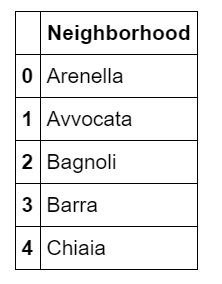 Neighborhood
0 Arenella
1 Avvocata
2 Bagnoli
3 Barra
4 Chiaia